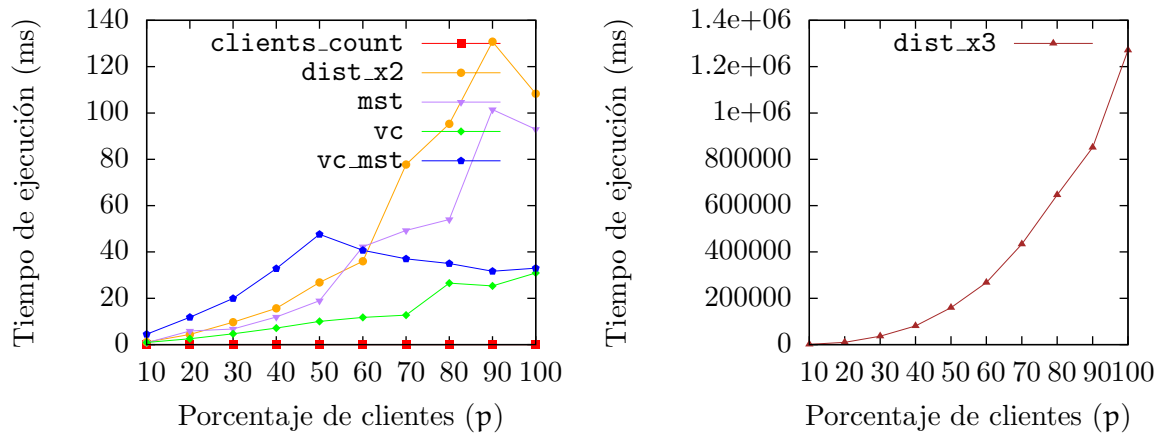 Tiempo de ejecución (ms)
140
120
100
80
60
40
20
0
10 20 30 40 50 60 70 80 90 100
Porcentaje de clientes (p)
clients_count
dist_x2
mst
vc
vc_mst
Tiempo de ejecución (ms)
1.4e+06
1.2e+06
1e+06
800000
600000
400000
200000
0
10 20 30 40 50 60 70 80 90 100
Porcentaje de clientes (p)
dist_x3